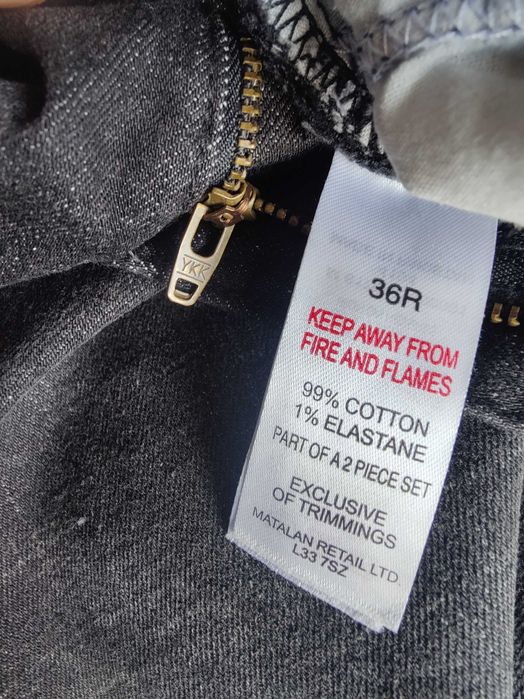 YKK
36R
KEEP AWAY FROM
FIRE AND FLAMES
99% COTTON
1% ELASTANE
PART OF A 2 PIECE SET
EXCLUSIVE
OF TRIMMINGS
MATALAN RETAIL LTD
L33 7SZ